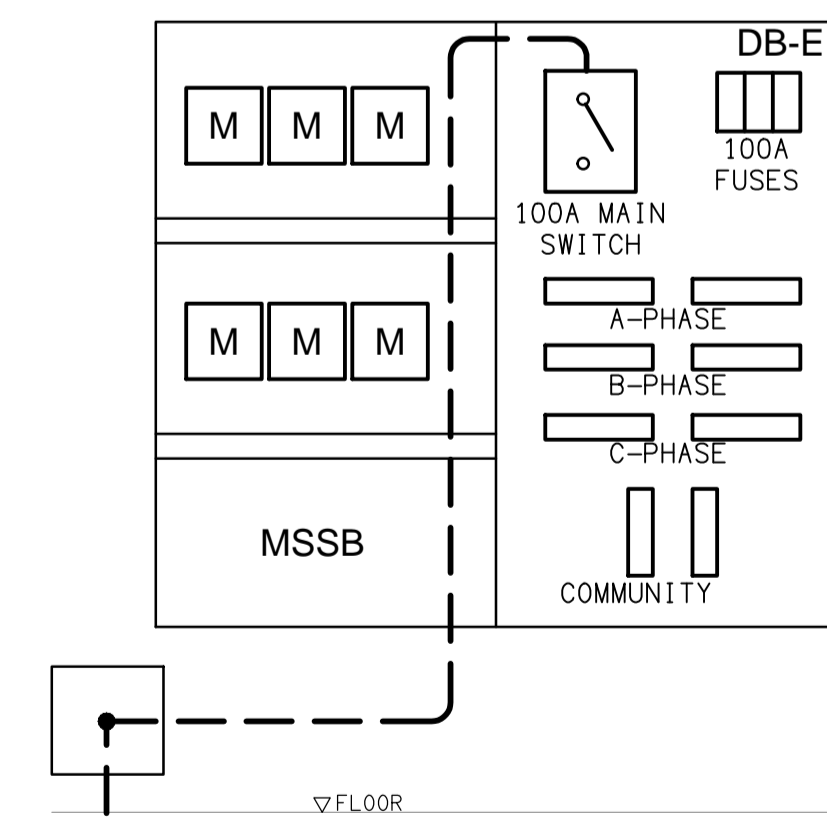 DB-E
M M M
100A
FUSES
100A MAIN
SWITCH
A-PHASE
M M M
B-PHASE
C-PHASE
MSSB
COMMUNITY
FLOOR